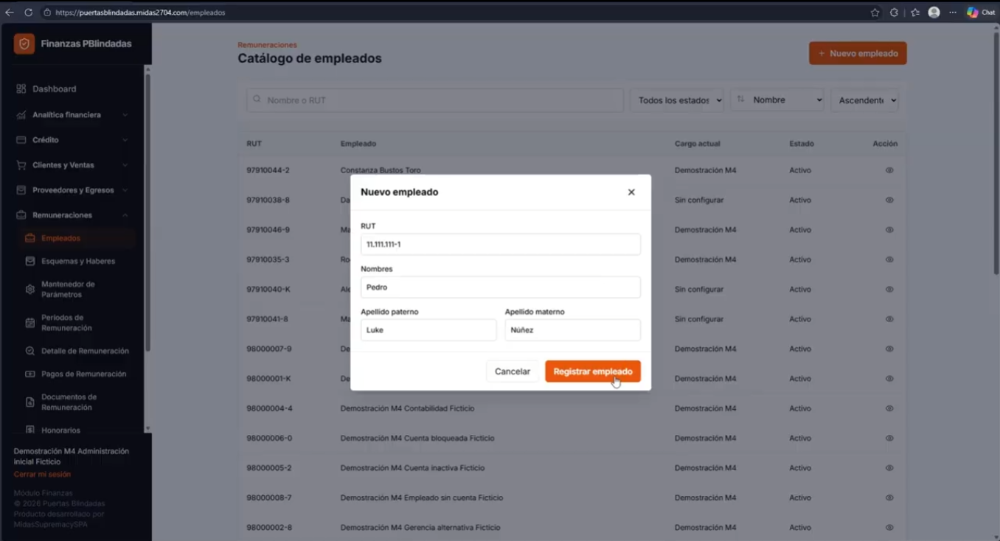 https://puertasblindadas.midas2704.com/empleados
Chat
Finanzas PBlindadas
Dashboard
Analítica financiera
Crédito
Clientes y Ventas
Proveedores y Egresos
Remuneraciones
Empleados
Esquemas y Haberes
Mantenedor de
Parámetros
Periodos de
Remuneración
Detalle de Remuneración
Pagos de Remuneración
Documentos de
Remuneración
Honorarios
Demostración M4 Administración
inicial Ficticio
Cerrar mi sesión
Módulo Finanzas
© 2026 Puertas Blindadas
Producto desarrollado por
MidasSupremacySPA
Remuneraciones
Catálogo de empleados
+ Nuevo empleado
Nombre o RUT
Todos los estados
Nombre
Ascendente
RUT Empleado Cargo actual Estado Acción
97910044-2 Constanza Bustos Toro Demostración M4 Activo
97910038-8 Da Sin configurar Activo
97910046-9 Ma Demostración M4 Activo
97910035-3 Ro Demostración M4 Activo
97910040-K Ale Sin configurar Activo
97910041-8 Ma Sin configurar Activo
98000007-9 De Demostración M4 Activo
98000001-K De Demostración M4 Activo
98000004-4 Demostración M4 Contabilidad Ficticio Demostración M4 Activo
98000006-0 Demostración M4 Cuenta bloqueada Ficticio Demostración M4 Activo
98000005-2 Demostración M4 Cuenta inactiva Ficticio Demostración M4 Activo
98000008-7 Demostración M4 Empleado sin cuenta Ficticio Demostración M4 Activo
98000002-8 Demostración M4 Gerencia alternativa Ficticio Demostración M4 Activo
Nuevo empleado
RUT
11.111.111-1
Nombres
Pedro
Apellido paterno Apellido materno
Luke Núñez
Cancelar Registrar empleado